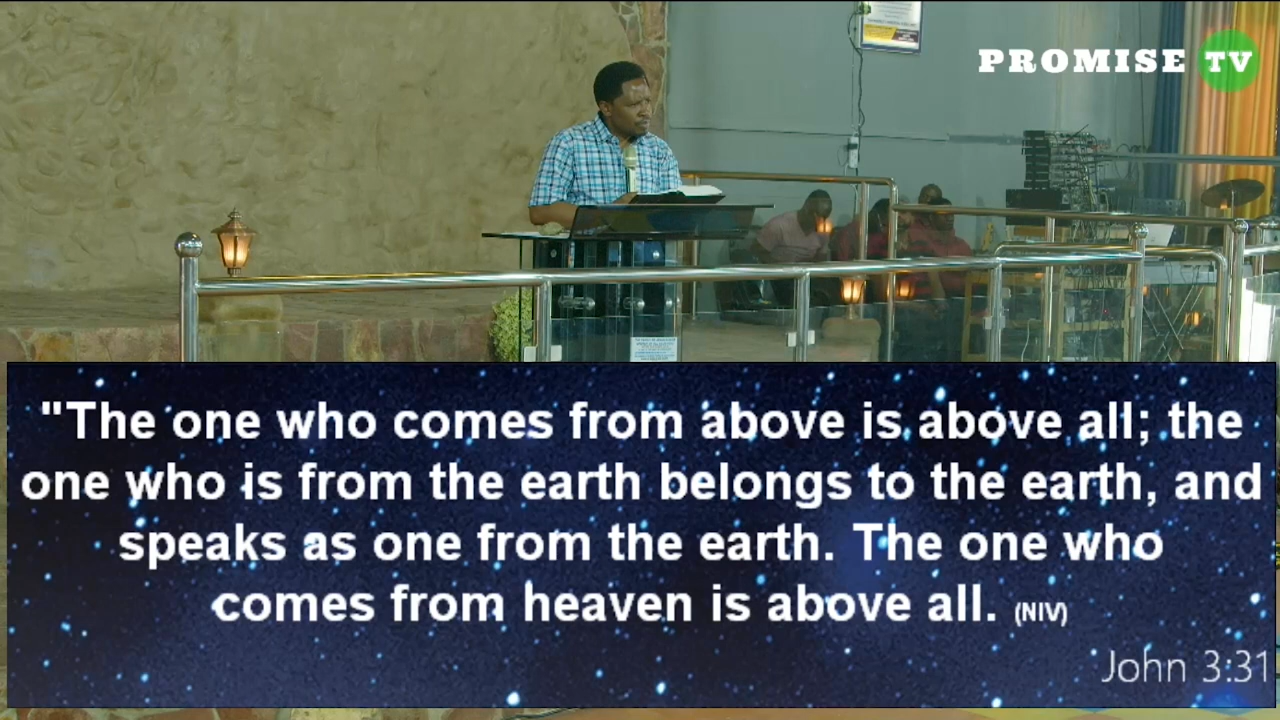 PROMISE TV
"The one who comes from above is above all; the
one who is from the earth belongs to the earth, and
speaks as one from the earth. The one who
comes from heaven is above all. (NIV)
John 3:31